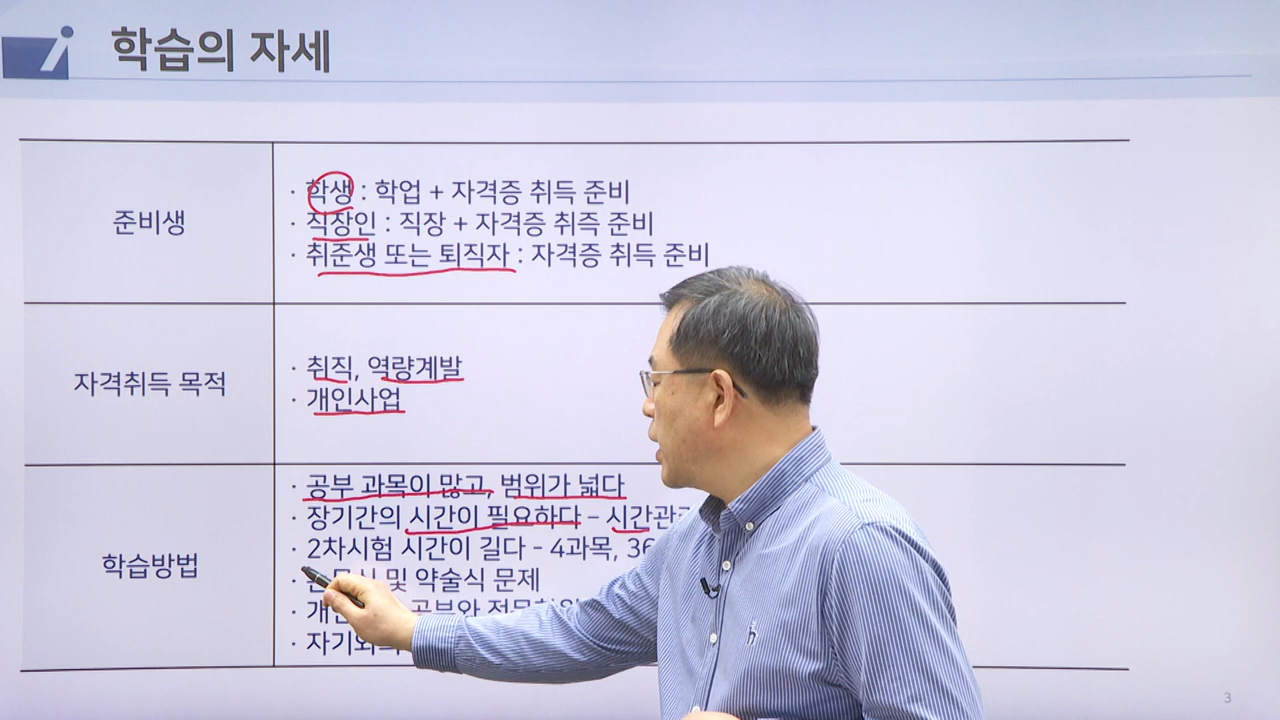 학습의 자세
준비생
· 학생 : 학업 + 자격증 취득 준비
· 직장인 : 직장 + 자격증 취즉 준비
· 취준생 또는 퇴직자 : 자격증 취득 준비
자격취득 목적
· 취직, 역량계발
· 개인사업
학습방법
· 공부 과목이 많고, 범위가 넓다
· 장기간의 시간이 필요하다 – 시간관
· 2차시험 시간이 길다 - 4과목, 36
· 및 약술식 문제
· 공부와
·
3